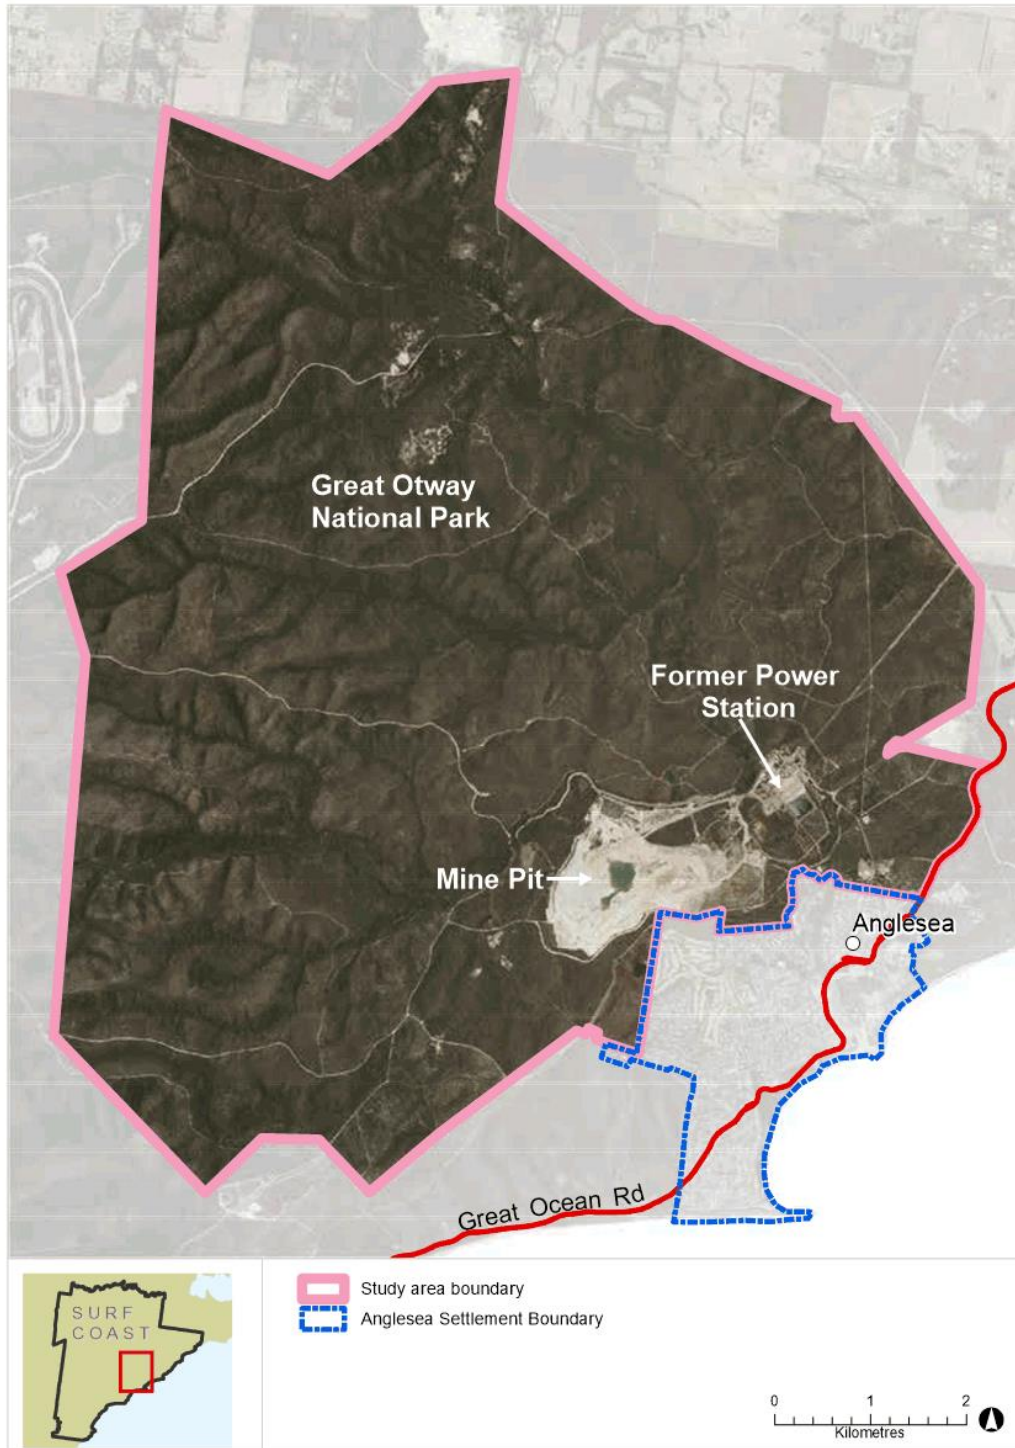 Great Otway
National Park
Former Power
Station
Mine Pit
Anglesea
Great Ocean Rd
SURF
COAST
Study area boundary
Anglesea Settlement Boundary
0 1 2
Kilometres